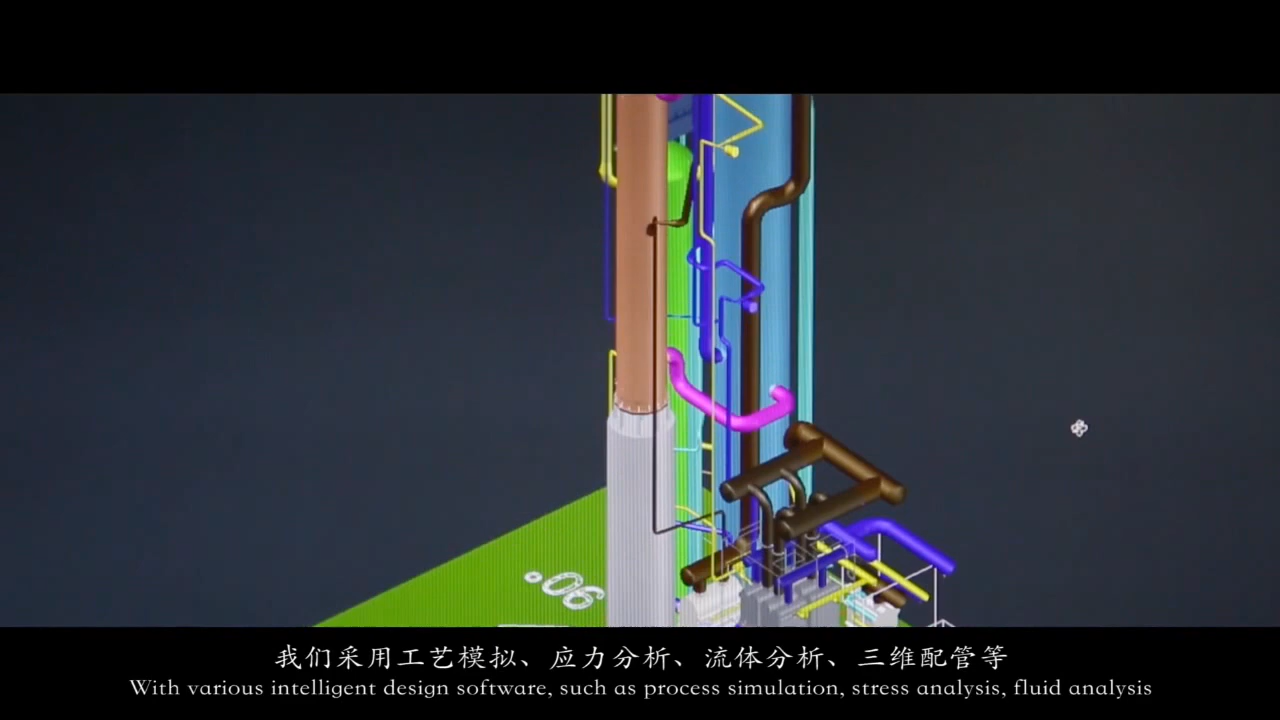 .06
我们采用工艺模拟、应力分析、流体分析、三维配管等
With various intelligent design software, such as process simulation, stress analysis, fluid analysis